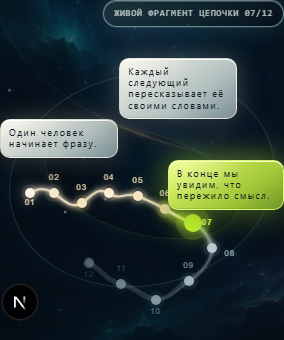 ЖИВОЙ ФРАГМЕНТ ЦЕПОЧКИ 07/12
Каждый
следующий
пересказывает её
своими словами.
Один человек
начинает фразу.
В конце мы
увидим, что
пережило смысл.
01
02
03
04
05
06
07
08
09
10
11
12
N